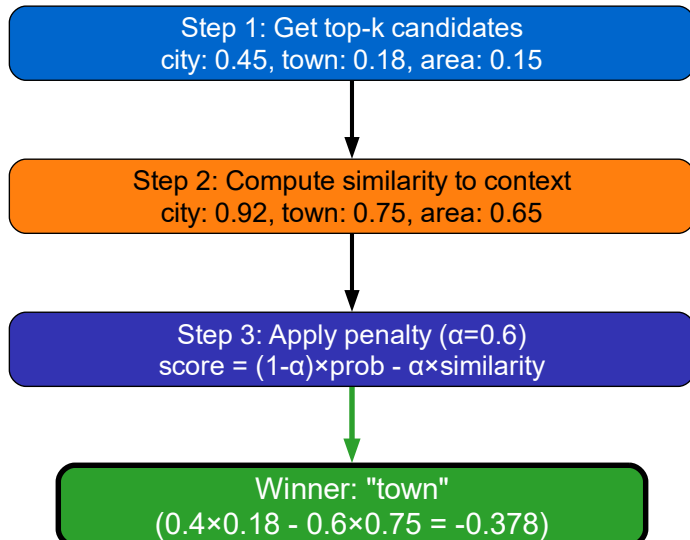 Step 1: Get top-k candidates
city: 0.45, town: 0.18, area: 0.15
Step 2: Compute similarity to context
city: 0.92, town: 0.75, area: 0.65
Step 3: Apply penalty (α=0.6)
score = (1-α)×prob - α×similarity
Winner: "town"
(0.4×0.18 - 0.6×0.75 = -0.378)